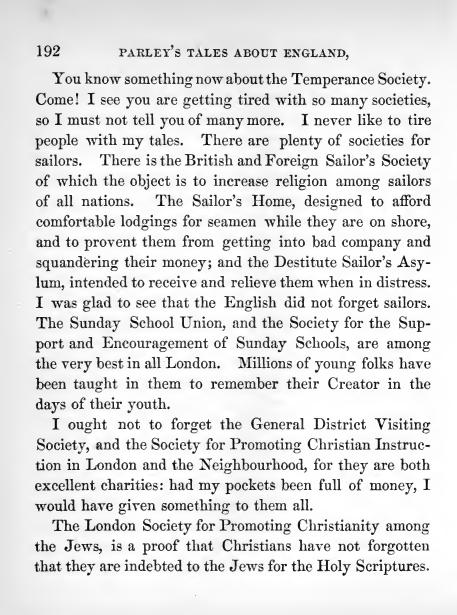 192 PARLEY'S TALES ABOUT ENGLAND,
You know something now about the Temperance Society.
Come! I see you are getting tired with so many societies,
so I must not tell you of many more. I never like to tire
people with my tales. There are plenty of societies for
sailors. There is the British and Foreign Sailor's Society
of which the object is to increase religion among sailors
of all nations. The Sailor's Home, designed to afford
comfortable lodgings for seamen while they are on shore,
and to provent them from getting into bad company and
squandering their money; and the Destitute Sailor's Asy-
lum, intended to receive and relieve them when in distress.
I was glad to see that the English did not forget sailors.
The Sunday School Union, and the Society for the Sup-
port and Encouragement of Sunday Schools, are among
the very best in all London. Millions of young folks have
been taught in them to remember their Creator in the
days of their youth.
I ought not to forget the General District Visiting
Society, and the Society for Promoting Christian Instruc-
tion in London and the Neighbourhood, for they are both
excellent charities: had my pockets been full of money, I
would have given something to them all.
The London Society for Promoting Christianity among
the Jews, is a proof that Christians have not forgotten
that they are indebted to the Jews for the Holy Scriptures.